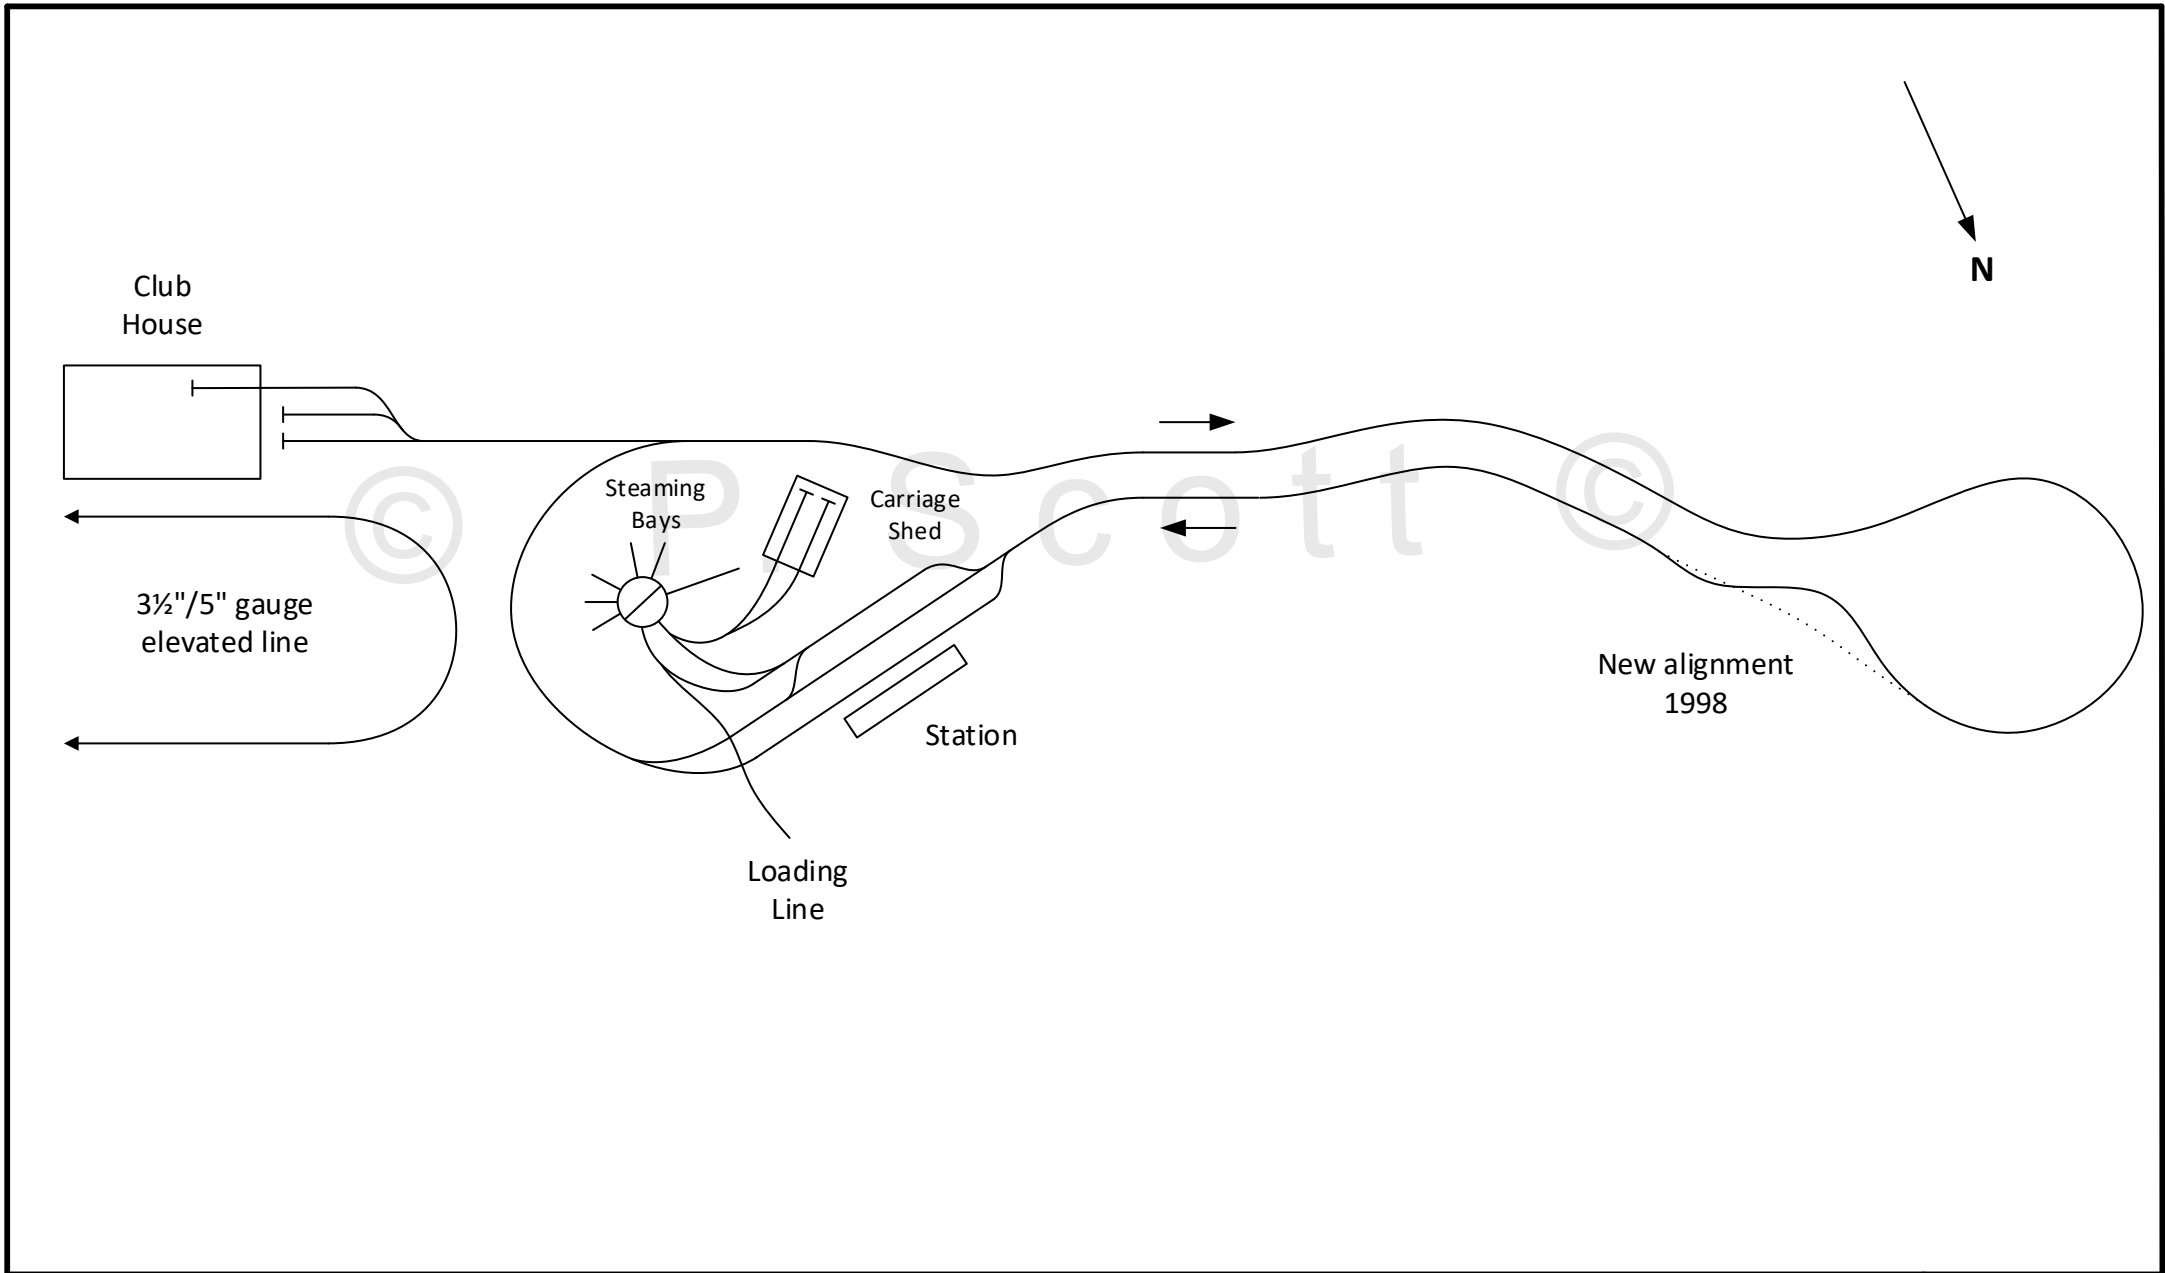 N
Club
House
Steaming
Bays
Carriage
Shed
© P. Scott ©
3½"/5" gauge
elevated line
New alignment
1998
Station
Loading
Line